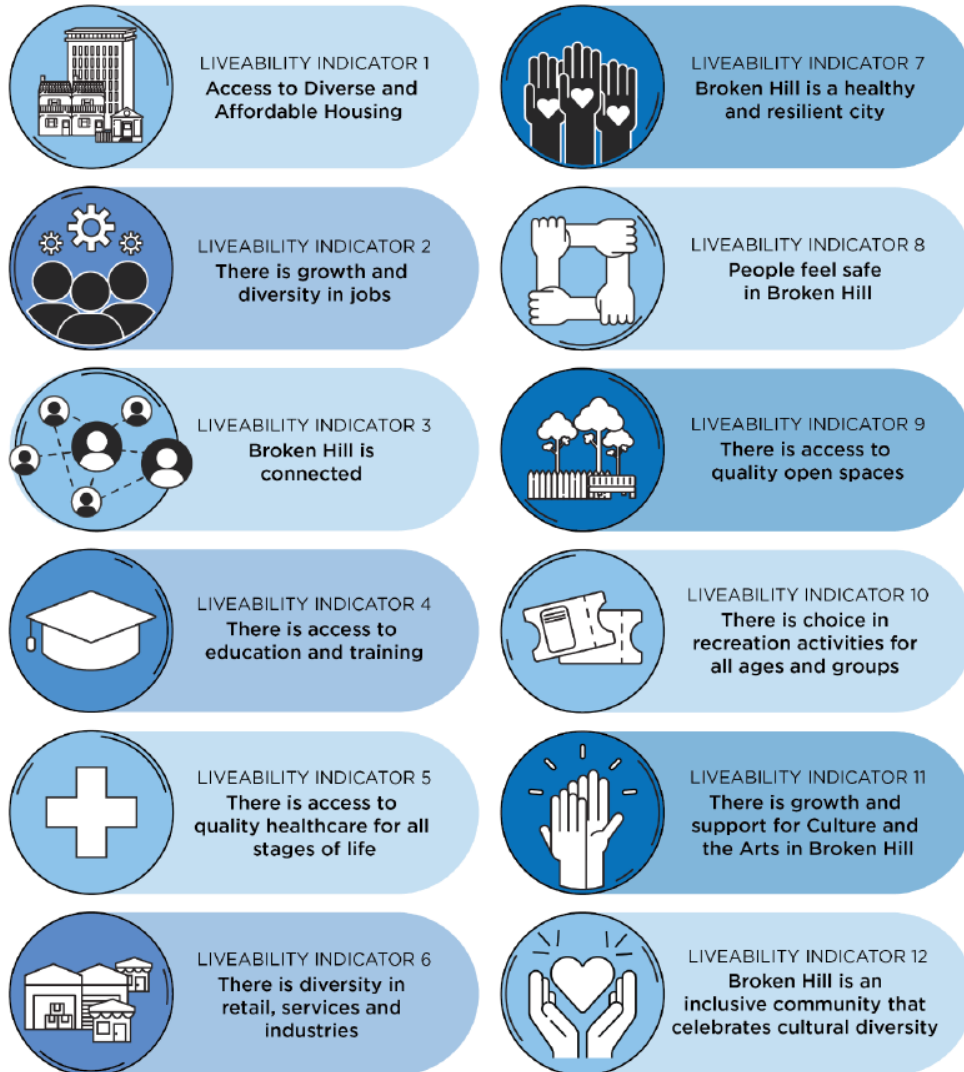 LIVEABILITY INDICATOR 1
Access to Diverse and
Affordable Housing
LIVEABILITY INDICATOR 2
There is growth and
diversity in jobs
LIVEABILITY INDICATOR 3
Broken Hill is
connected
LIVEABILITY INDICATOR 4
There is access to
education and training
LIVEABILITY INDICATOR 5
There is access to
quality healthcare for all
stages of life
LIVEABILITY INDICATOR 6
There is diversity in
retail, services and
industries
LIVEABILITY INDICATOR 7
Broken Hill is a healthy
and resilient city
LIVEABILITY INDICATOR 8
People feel safe
in Broken Hill
LIVEABILITY INDICATOR 9
There is access to
quality open spaces
LIVEABILITY INDICATOR 10
There is choice in
recreation activities for
all ages and groups
LIVEABILITY INDICATOR 11
There is growth and
support for Culture and
the Arts in Broken Hill
LIVEABILITY INDICATOR 12
Broken Hill is an
inclusive community that
celebrates cultural diversity